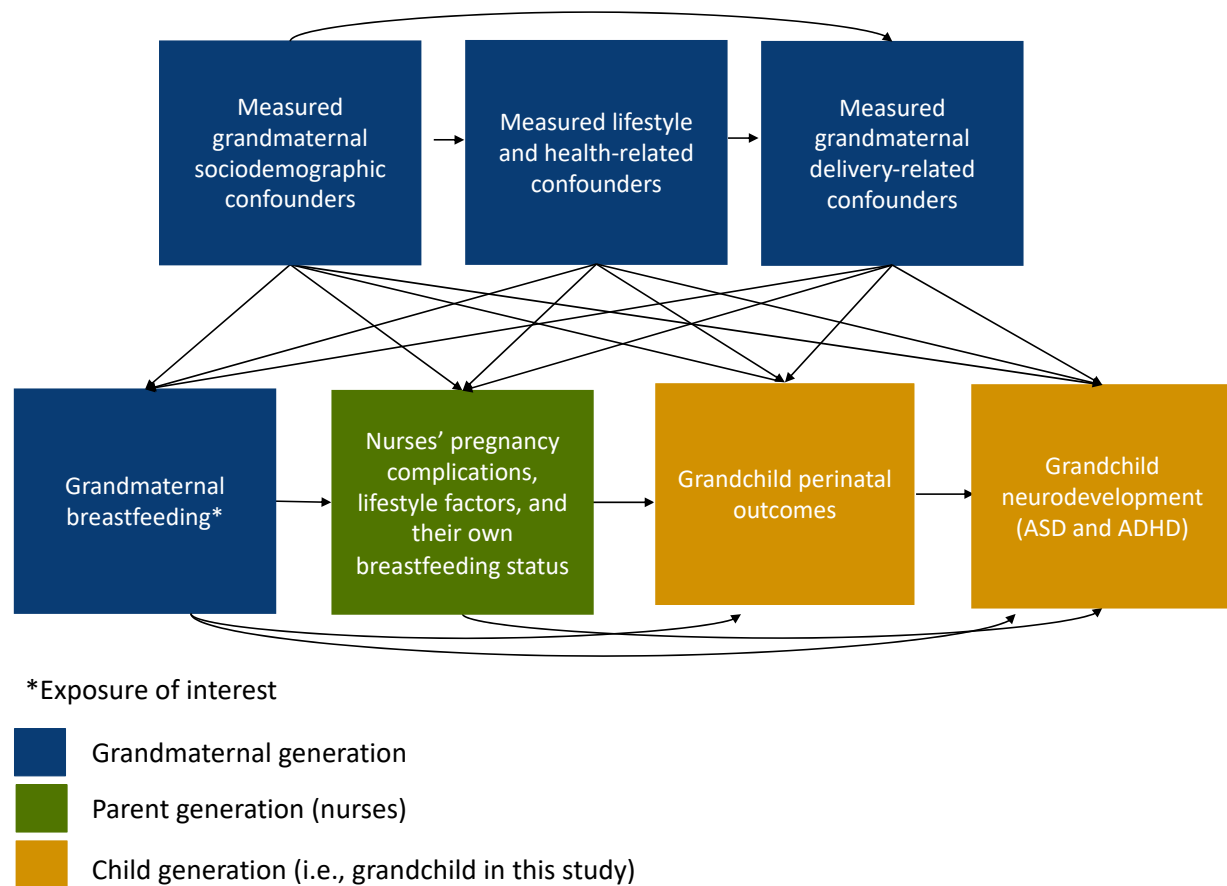 Measured
grandmaternal
sociodemographic
confounders
Measured lifestyle
and health-related
confounders
Measured
grandmaternal
delivery-related
confounders
Grandmaternal
breastfeeding*
Nurses’ pregnancy
complications,
lifestyle factors, and
their own
breastfeeding status
Grandchild perinatal
outcomes
Grandchild
neurodevelopment
(ASD and ADHD)
*Exposure of interest
Grandmaternal generation
Parent generation (nurses)
Child generation (i.e., grandchild in this study)